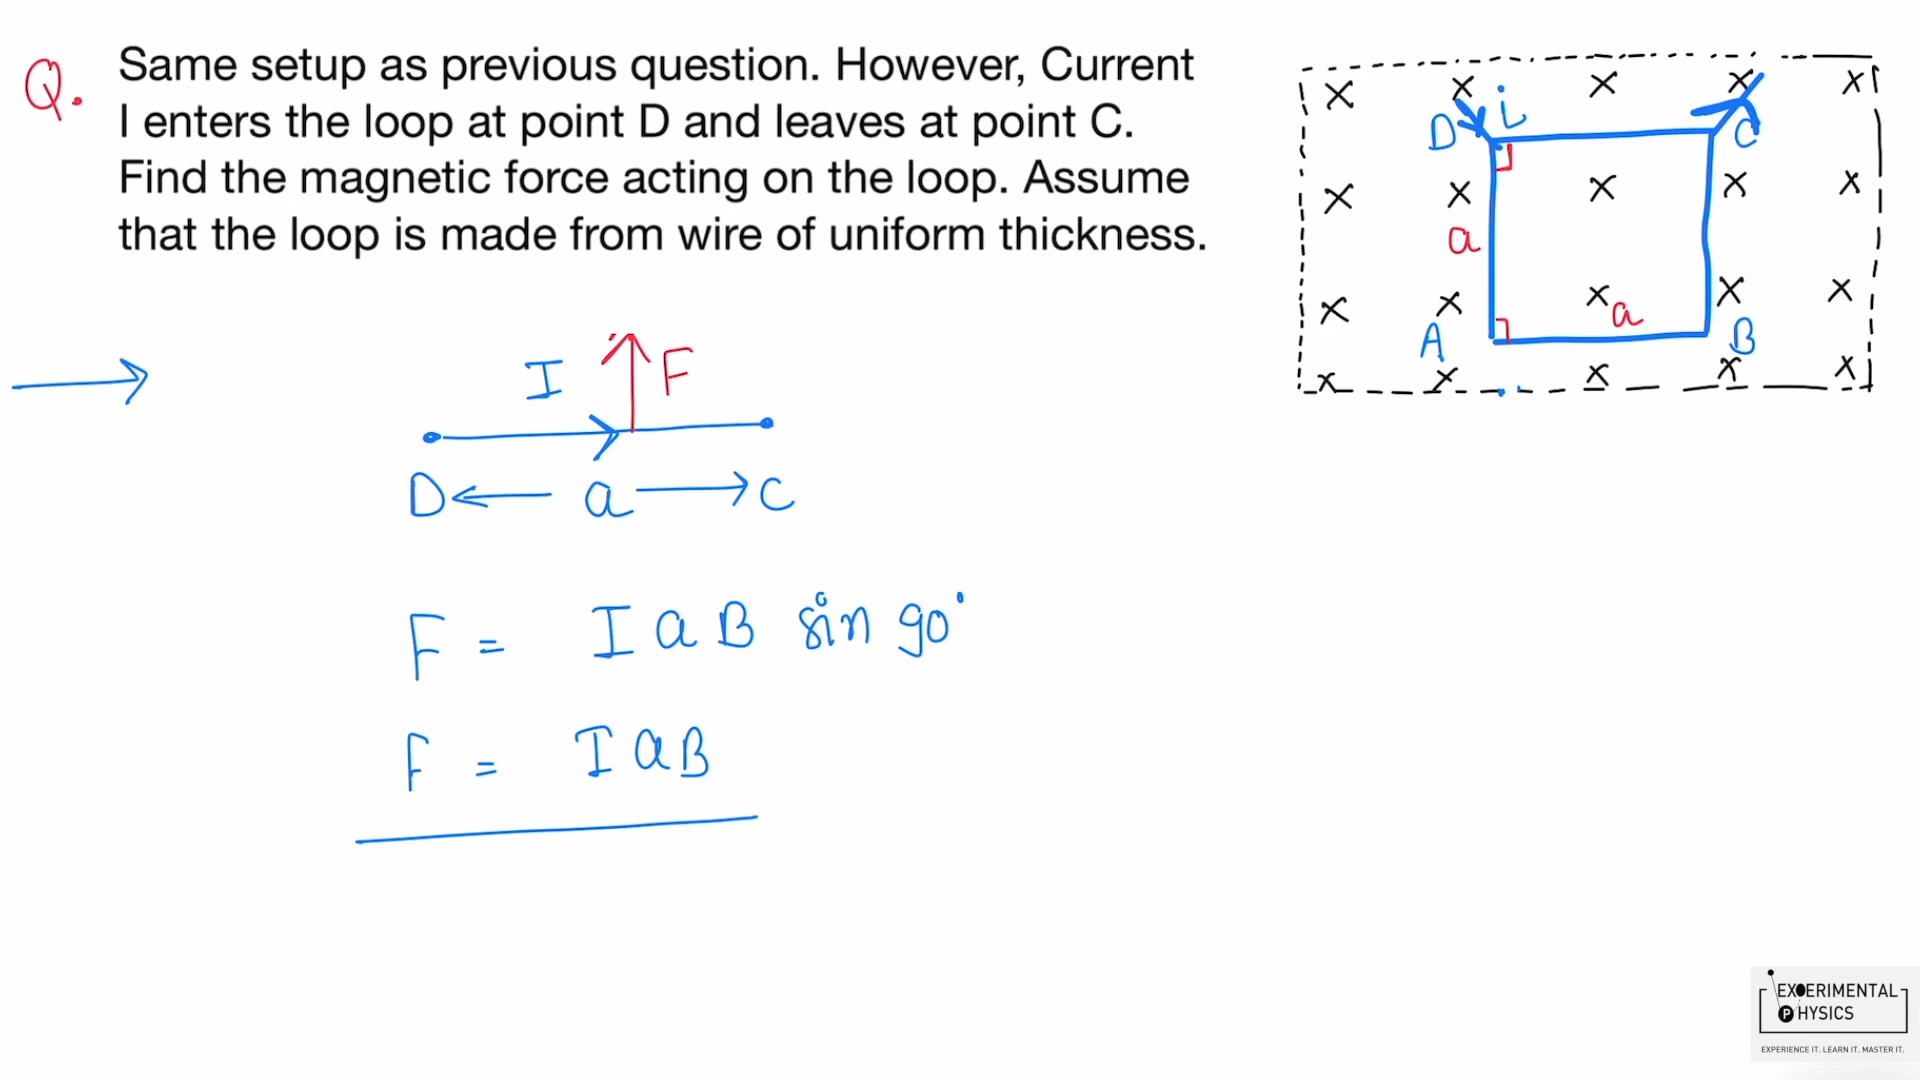 Q. Same setup as previous question. However, Current
I enters the loop at point D and leaves at point C.
Find the magnetic force acting on the loop. Assume
that the loop is made from wire of uniform thickness.
x x x x x
D i C
x x x x x
a
x x x x x
a
A B
x x x x x
I F
D a C
F = I a B sin 90°
F = I a B
EXPERIMENTAL
PHYSICS
EXPERIENCE IT. LEARN IT. MASTER IT.